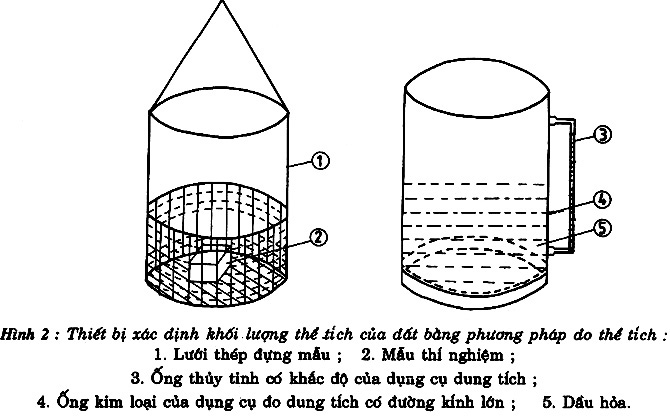 ①
②
③
④
⑤
Hình 2 : Thiết bị xác định khối lượng thể tích của đất bằng phương pháp đo thể tích :
1. Lưới thép đựng mẫu ; 2. Mẫu thí nghiệm ;
3. Ống thủy tinh có khắc độ của dụng cụ dung tích ;
4. Ống kim loại của dụng cụ đo dung tích có đường kính lớn ; 5. Dầu hỏa.